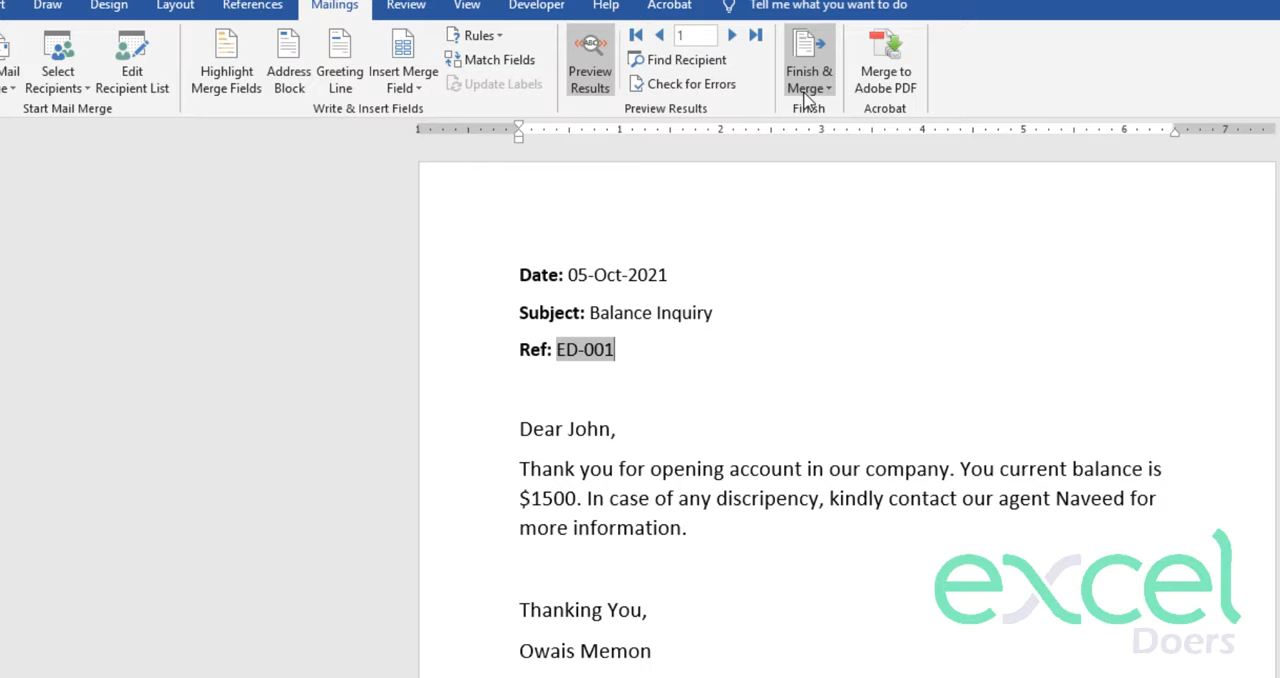 Draw Design Layout References Mailings Review View Developer Help Acrobat Tell me what you want to do
Select Recipients
Edit Recipient List
Start Mail Merge
Highlight Merge Fields
Address Block
Greeting Line
Insert Merge Field
Rules
Match Fields
Update Labels
Write & Insert Fields
ABC
Preview Results
1
Find Recipient
Check for Errors
Preview Results
Finish & Merge
Finish
Merge to Adobe PDF
Acrobat
1 1 2 3 4 5 6 7
Date: 05-Oct-2021
Subject: Balance Inquiry
Ref: ED-001
Dear John,
Thank you for opening account in our company. You current balance is
$1500. In case of any discripency, kindly contact our agent Naveed for
more information.
Thanking You,
Owais Memon
excel
Doers